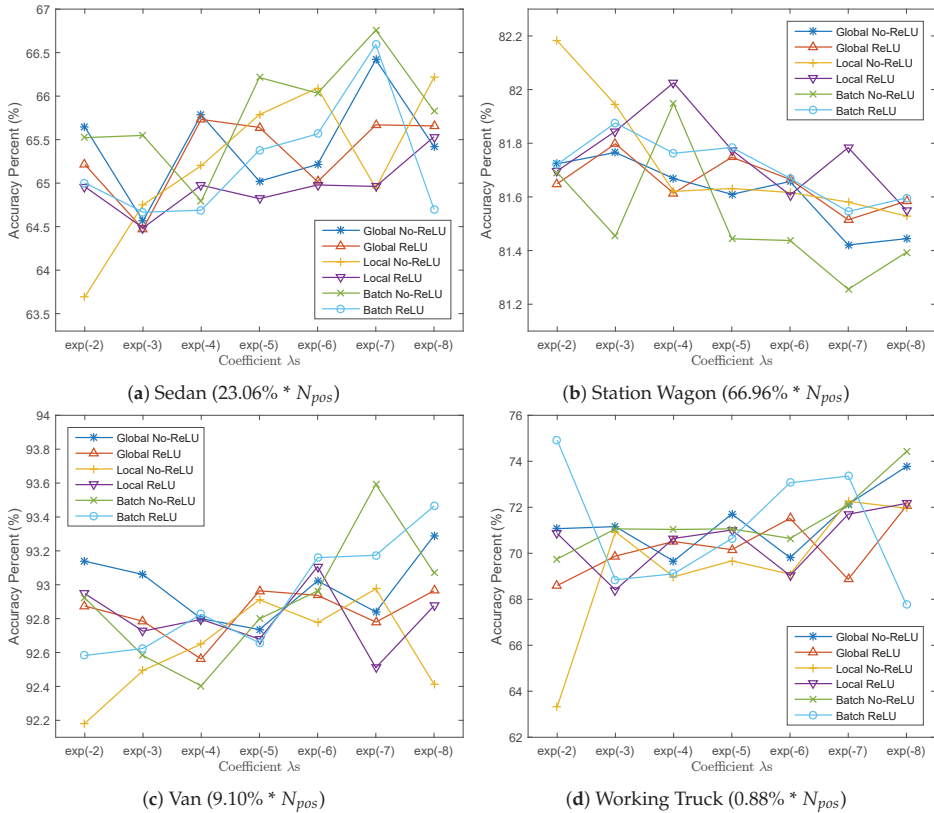 67
66.5
66
65.5
65
64.5
64
63.5
Accuracy Percent (%)
Global No-ReLU
Global ReLU
Local No-ReLU
Local ReLU
Batch No-ReLU
Batch ReLU
exp(-2) exp(-3) exp(-4) exp(-5) exp(-6) exp(-7) exp(-8)
Coefficient λs
(a) Sedan (23.06% * Npos)
82.2
82
81.8
81.6
81.4
81.2
Accuracy Percent (%)
Global No-ReLU
Global ReLU
Local No-ReLU
Local ReLU
Batch No-ReLU
Batch ReLU
exp(-2) exp(-3) exp(-4) exp(-5) exp(-6) exp(-7) exp(-8)
Coefficient λs
(b) Station Wagon (66.96% * Npos)
94
93.8
93.6
93.4
93.2
93
92.8
92.6
92.4
92.2
Accuracy Percent (%)
Global No-ReLU
Global ReLU
Local No-ReLU
Local ReLU
Batch No-ReLU
Batch ReLU
exp(-2) exp(-3) exp(-4) exp(-5) exp(-6) exp(-7) exp(-8)
Coefficient λs
(c) Van (9.10% * Npos)
76
74
72
70
68
66
64
62
Accuracy Percent (%)
Global No-ReLU
Global ReLU
Local No-ReLU
Local ReLU
Batch No-ReLU
Batch ReLU
exp(-2) exp(-3) exp(-4) exp(-5) exp(-6) exp(-7) exp(-8)
Coefficient λs
(d) Working Truck (0.88% * Npos)